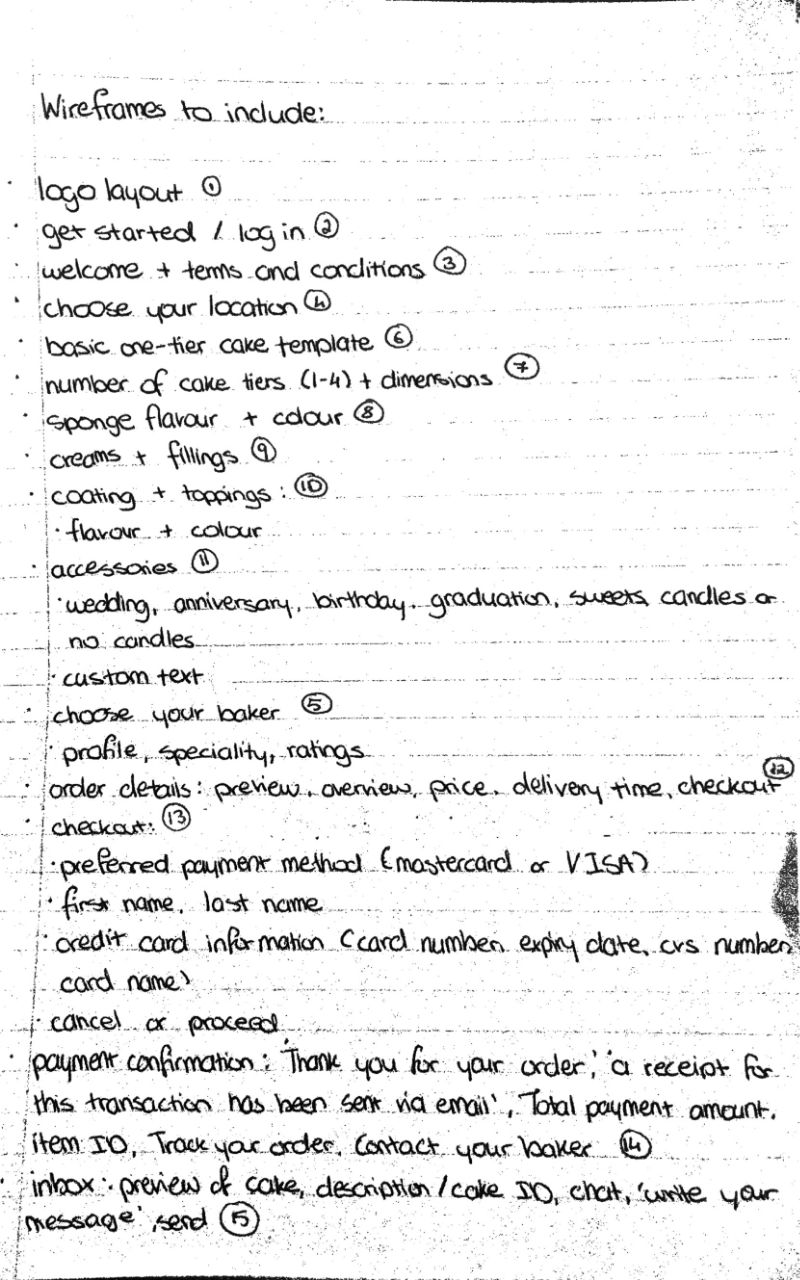 Wireframes to include:
· logo layout ①
· get started / log in ②
· welcome + terms and conditions ③
· choose your location ④
· basic one-tier cake template ⑥
· number of cake tiers (1-4) + dimensions ⑦
· sponge flavour + colour ⑧
· creams + fillings ⑨
· coating + toppings : ⑩
· flavour + colour
· accessories ⑪
· wedding, anniversary, birthday, graduation, sweets, candles or
no candles
· custom text
· choose your baker ⑤
· profile, speciality, ratings
· order details: preview, overview, price, delivery time, checkout ⑫
· checkout: ⑬
· preferred payment method (mastercard or VISA)
· first name, last name
· credit card information (card number, expiry date, cvs number,
card name)
· cancel or proceed
· payment confirmation: 'Thank you for your order', 'a receipt for
this transaction has been sent via email', Total payment amount,
item ID, Track your order, Contact your baker ⑭
· inbox: preview of cake, description / cake ID, chat, 'write your
message', send ⑮